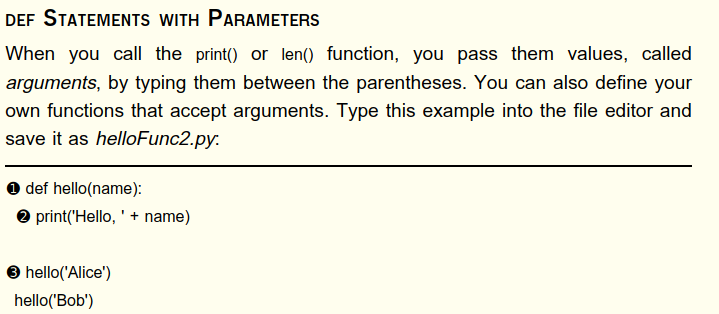 DEF STATEMENTS WITH PARAMETERS
When you call the print() or len() function, you pass them values, called
arguments, by typing them between the parentheses. You can also define your
own functions that accept arguments. Type this example into the file editor and
save it as helloFunc2.py:
❶ def hello(name):
❷ print('Hello, ' + name)
❸ hello('Alice')
hello('Bob')